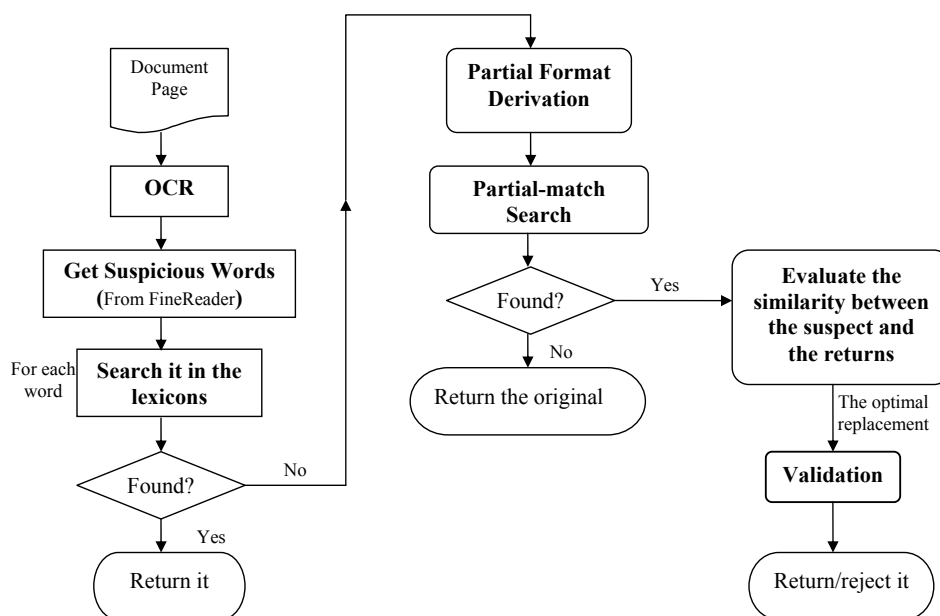 Document
Page
OCR
Get Suspicious Words
(From FineReader)
For each
word
Search it in the
lexicons
Found?
No
Yes
Return it
Partial Format
Derivation
Partial-match
Search
Found?
Yes
No
Return the original
Evaluate the
similarity between
the suspect and
the returns
The optimal
replacement
Validation
Return/reject it